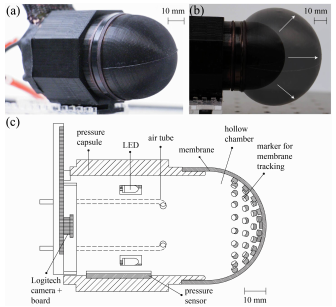 (a)
10 mm
(b)
10 mm
(c)
pressure
capsule
LED
air tube
membrane
hollow
chamber
marker for
membrane
tracking
Logitech
camera +
board
pressure
sensor
10 mm